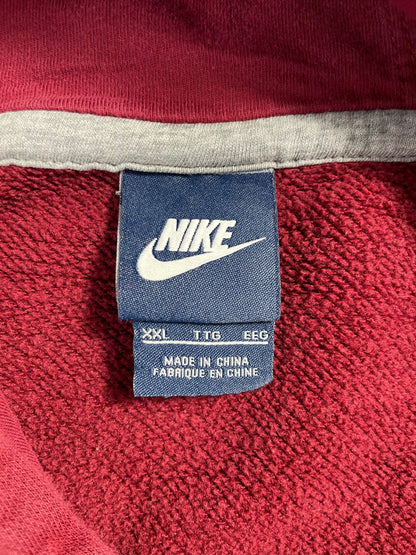 NIKE
XXL TTG EEG
MADE IN CHINA
FABRIQUE EN CHINE